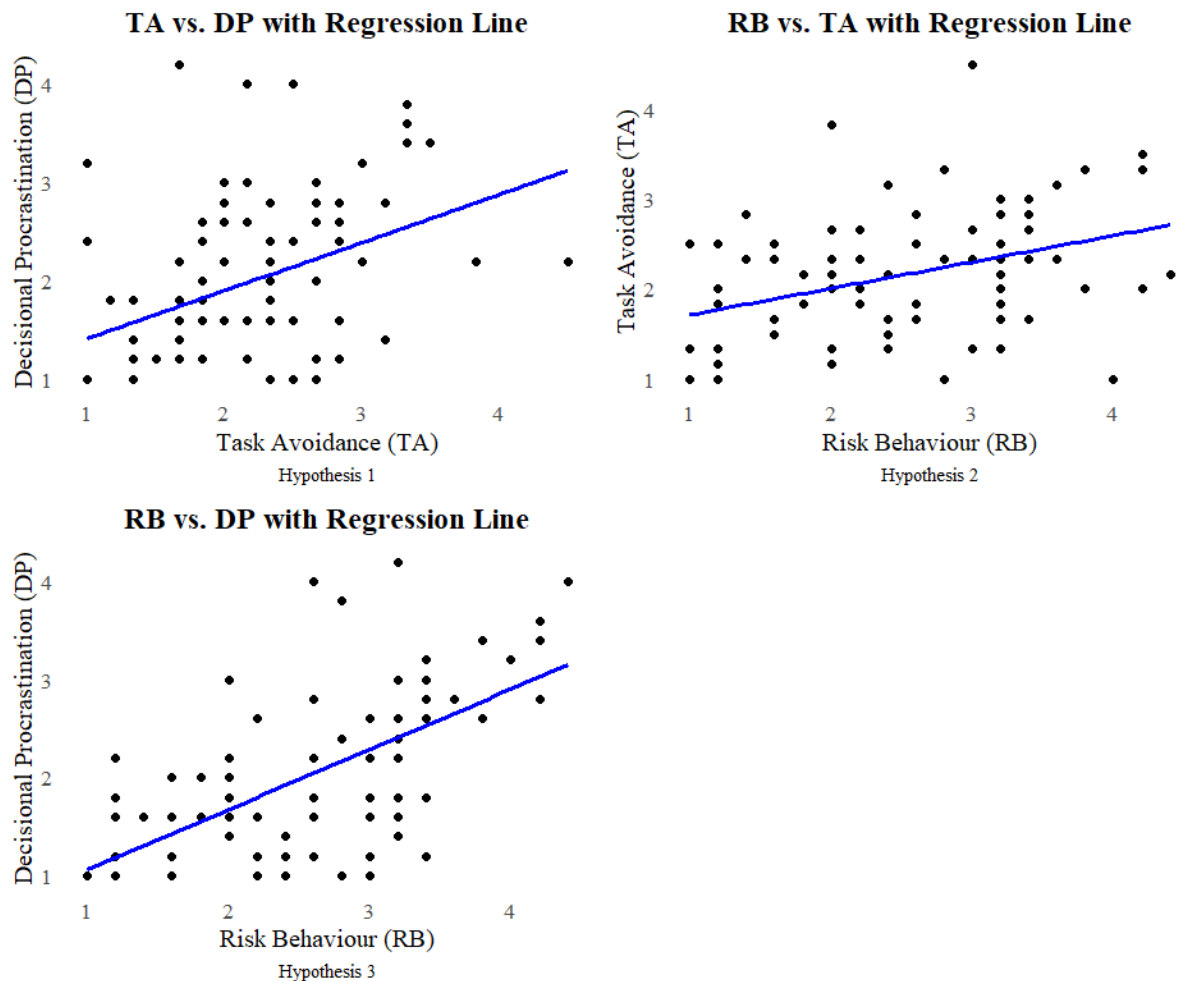 TA vs. DP with Regression Line
Decisional Procrastination (DP)
4
3
2
1
1 2 3 4
Task Avoidance (TA)
Hypothesis 1
RB vs. TA with Regression Line
Task Avoidance (TA)
4
3
2
1
1 2 3 4
Risk Behaviour (RB)
Hypothesis 2
RB vs. DP with Regression Line
Decisional Procrastination (DP)
4
3
2
1
1 2 3 4
Risk Behaviour (RB)
Hypothesis 3